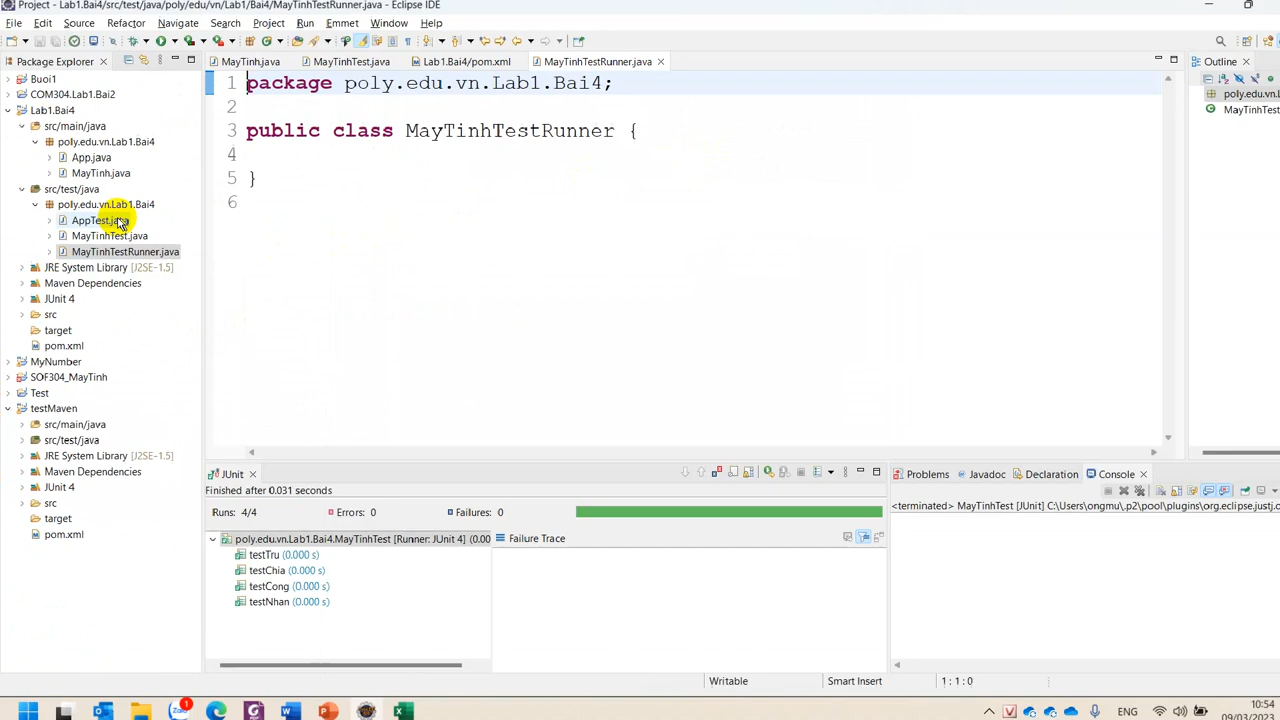 Project - Lab1.Bai4/src/test/java/poly/edu/vn/Lab1/Bai4/MayTinhTestRunner.java - Eclipse IDE
File Edit Source Refactor Navigate Search Project Run Emmet Window Help
Package Explorer
MayTinh.java MayTinhTest.java Lab1.Bai4/pom.xml MayTinhTestRunner.java
Outline
Buoi1
COM304.Lab1.Bai2
Lab1.Bai4
src/main/java
poly.edu.vn.Lab1.Bai4
App.java
MayTinh.java
src/test/java
poly.edu.vn.Lab1.Bai4
AppTest.java
MayTinhTest.java
MayTinhTestRunner.java
JRE System Library [J2SE-1.5]
Maven Dependencies
JUnit 4
src
target
pom.xml
MyNumber
SOF304_MayTinh
Test
testMaven
src/main/java
src/test/java
JRE System Library [J2SE-1.5]
Maven Dependencies
JUnit 4
src
target
pom.xml
1 package poly.edu.vn.Lab1.Bai4;
2
3 public class MayTinhTestRunner {
4
5 }
6
poly.edu.vn.L
MayTinhTest
JUnit
Finished after 0.031 seconds
Runs: 4/4 Errors: 0 Failures: 0
poly.edu.vn.Lab1.Bai4.MayTinhTest [Runner: JUnit 4] (0.00
testTru (0.000 s)
testChia (0.000 s)
testCong (0.000 s)
testNhan (0.000 s)
Failure Trace
Problems Javadoc Declaration Console
<terminated> MayTinhTest [JUnit] C:\Users\ongmu\.p2\pool\plugins\org.eclipse.justj.o
Writable Smart Insert 1 : 1 : 0
1
ENG
10:54
09/03/2023